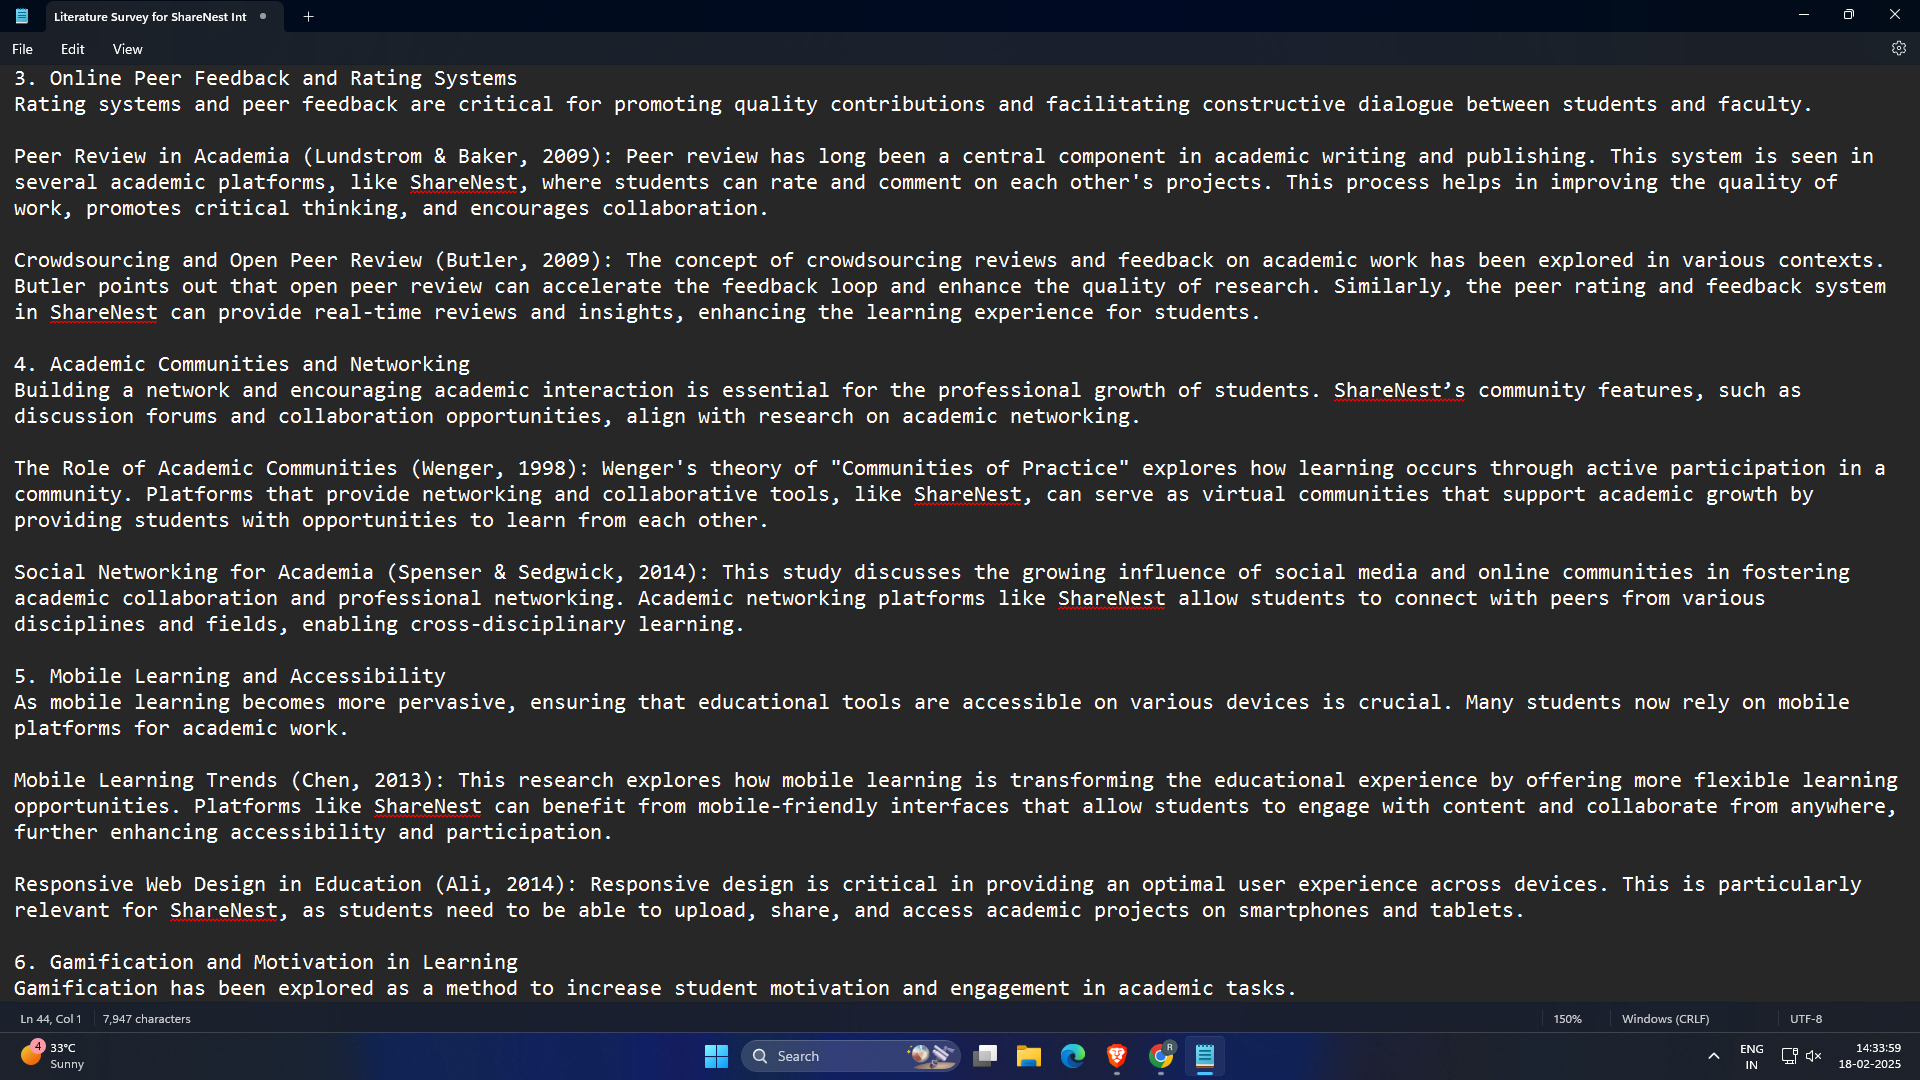 Literature Survey for ShareNest Int
File Edit View
3. Online Peer Feedback and Rating Systems
Rating systems and peer feedback are critical for promoting quality contributions and facilitating constructive dialogue between students and faculty.
Peer Review in Academia (Lundstrom & Baker, 2009): Peer review has long been a central component in academic writing and publishing. This system is seen in
several academic platforms, like ShareNest, where students can rate and comment on each other's projects. This process helps in improving the quality of
work, promotes critical thinking, and encourages collaboration.
Crowdsourcing and Open Peer Review (Butler, 2009): The concept of crowdsourcing reviews and feedback on academic work has been explored in various contexts.
Butler points out that open peer review can accelerate the feedback loop and enhance the quality of research. Similarly, the peer rating and feedback system
in ShareNest can provide real-time reviews and insights, enhancing the learning experience for students.
4. Academic Communities and Networking
Building a network and encouraging academic interaction is essential for the professional growth of students. ShareNest’s community features, such as
discussion forums and collaboration opportunities, align with research on academic networking.
The Role of Academic Communities (Wenger, 1998): Wenger's theory of "Communities of Practice" explores how learning occurs through active participation in a
community. Platforms that provide networking and collaborative tools, like ShareNest, can serve as virtual communities that support academic growth by
providing students with opportunities to learn from each other.
Social Networking for Academia (Spenser & Sedgwick, 2014): This study discusses the growing influence of social media and online communities in fostering
academic collaboration and professional networking. Academic networking platforms like ShareNest allow students to connect with peers from various
disciplines and fields, enabling cross-disciplinary learning.
5. Mobile Learning and Accessibility
As mobile learning becomes more pervasive, ensuring that educational tools are accessible on various devices is crucial. Many students now rely on mobile
platforms for academic work.
Mobile Learning Trends (Chen, 2013): This research explores how mobile learning is transforming the educational experience by offering more flexible learning
opportunities. Platforms like ShareNest can benefit from mobile-friendly interfaces that allow students to engage with content and collaborate from anywhere,
further enhancing accessibility and participation.
Responsive Web Design in Education (Ali, 2014): Responsive design is critical in providing an optimal user experience across devices. This is particularly
relevant for ShareNest, as students need to be able to upload, share, and access academic projects on smartphones and tablets.
6. Gamification and Motivation in Learning
Gamification has been explored as a method to increase student motivation and engagement in academic tasks.
Ln 44, Col 1 7,947 characters 150% Windows (CRLF) UTF-8
4 33°C
Sunny
Search
R
ENG
IN
14:33:59
18-02-2025